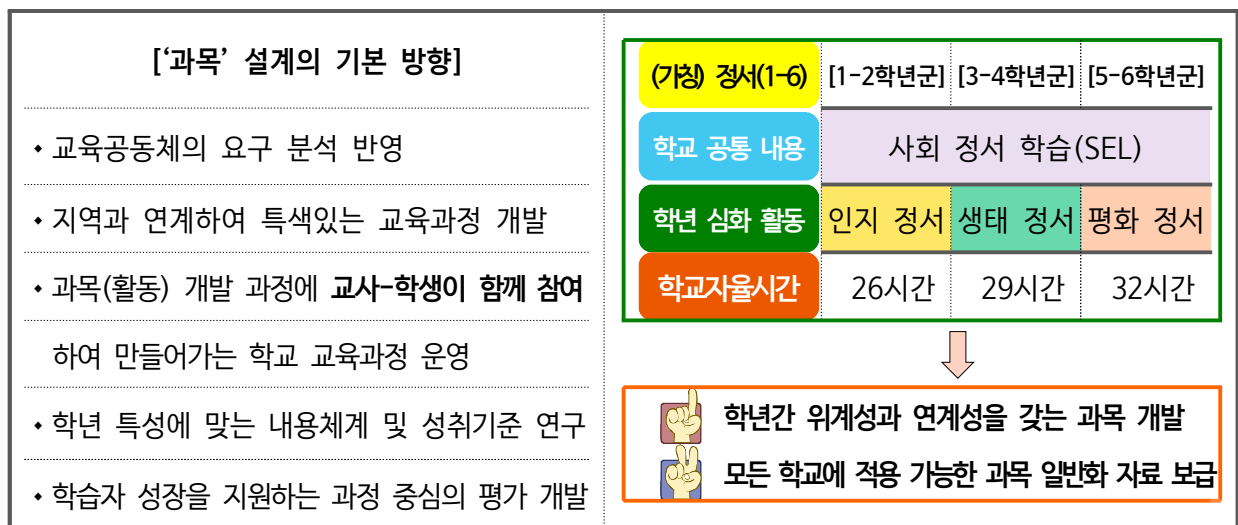 [‘과목’ 설계의 기본 방향]
• 교육공동체의 요구 분석 반영
• 지역과 연계하여 특색있는 교육과정 개발
• 과목(활동) 개발 과정에 교사-학생이 함께 참여
하여 만들어가는 학교 교육과정 운영
• 학년 특성에 맞는 내용체계 및 성취기준 연구
• 학습자 성장을 지원하는 과정 중심의 평가 개발
(가칭) 정서(1-6) [1-2학년군] [3-4학년군] [5-6학년군]
학교 공통 내용 사회 정서 학습(SEL)
학년 심화 활동 인지 정서 생태 정서 평화 정서
학교자율시간 26시간 29시간 32시간
학년간 위계성과 연계성을 갖는 과목 개발
모든 학교에 적용 가능한 과목 일반화 자료 보급